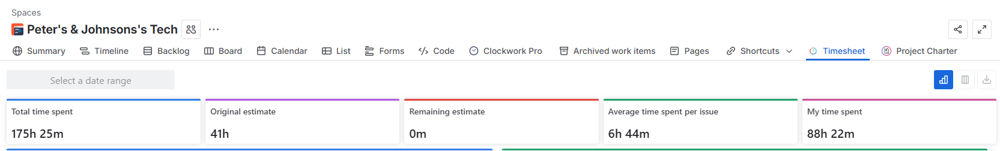 Spaces
Peter's & Johnsons's Tech
Summary Timeline Backlog Board Calendar List Forms Code Clockwork Pro Archived work items Pages Shortcuts Timesheet Project Charter
Select a date range
Total time spent Original estimate Remaining estimate Average time spent per issue My time spent
175h 25m 41h 0m 6h 44m 88h 22m